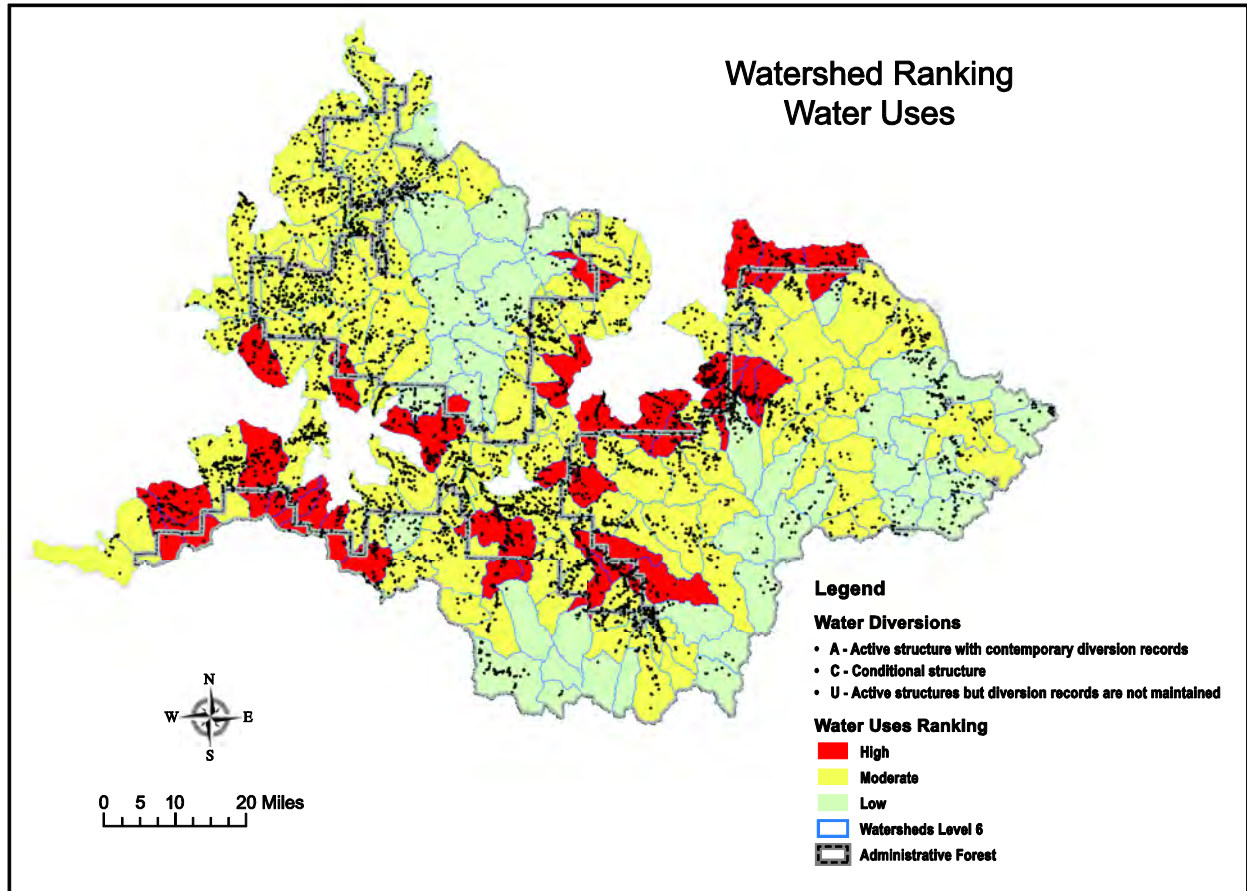 Watershed Ranking
Water Uses
Legend
Water Diversions
• A - Active structure with contemporary diversion records
• C - Conditional structure
• U - Active structures but diversion records are not maintained
Water Uses Ranking
High
Moderate
Low
Watersheds Level 6
Administrative Forest
N
W E
S
0 5 10 20 Miles